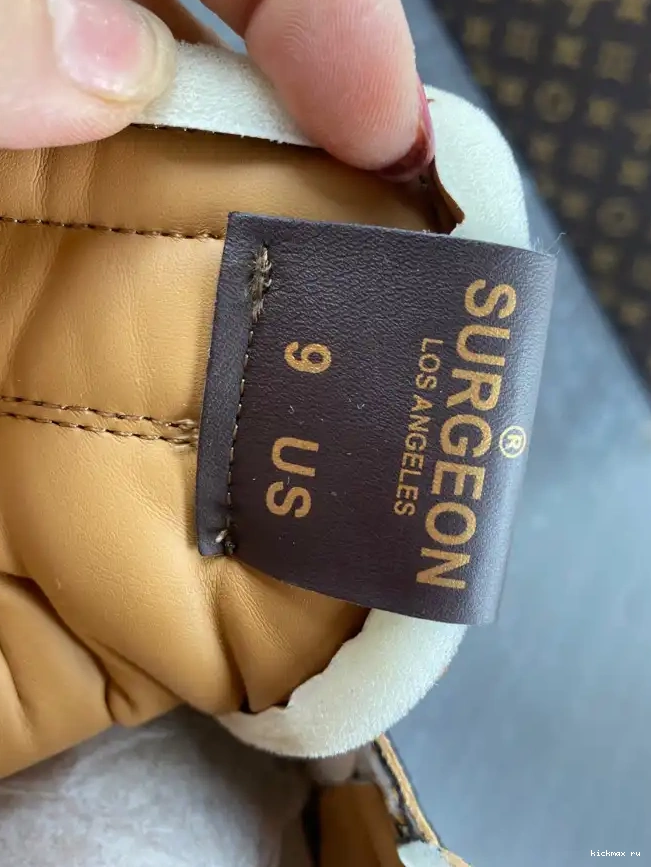 SURGEON®
LOS ANGELES
9 US
kickmax ru